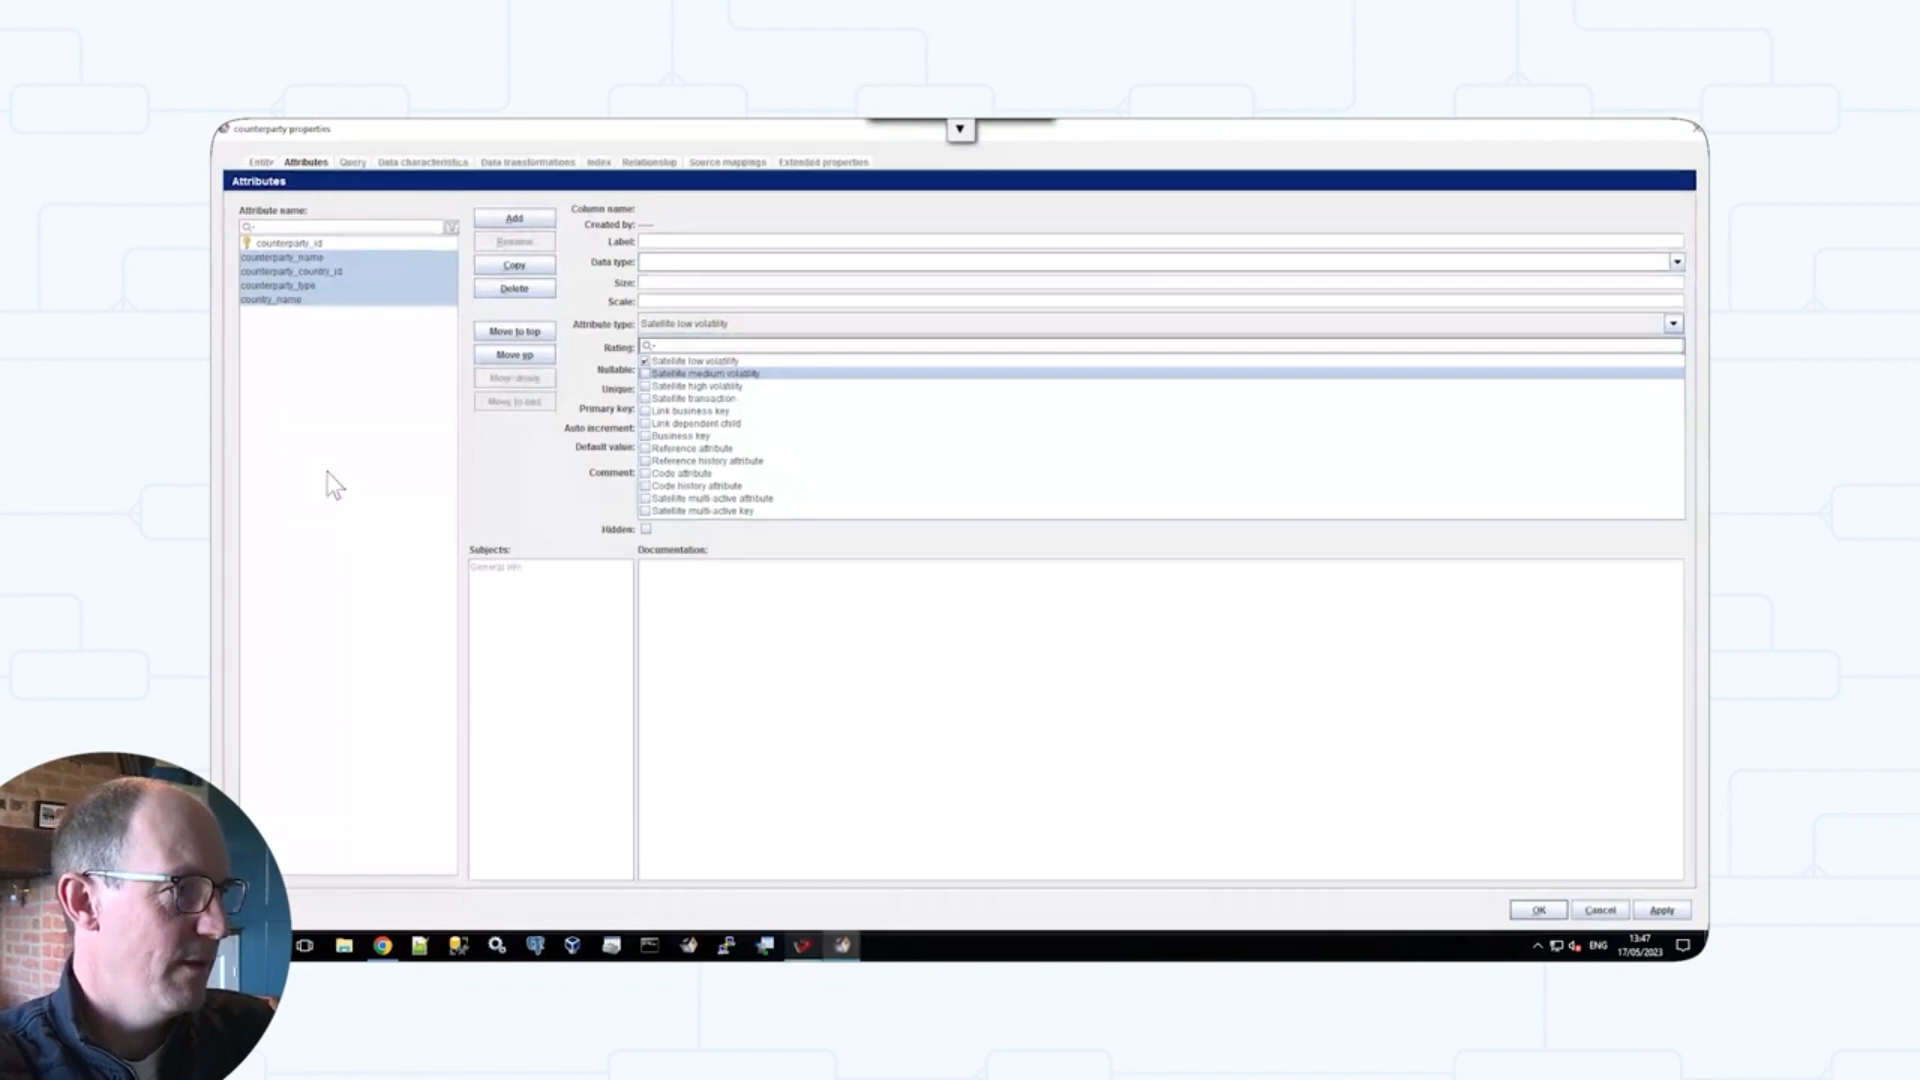 counterparty properties
Entity Attributes Query Data characteristics Data transformations Index Relationship Source mappings Extended properties
Attributes
Attribute name:
counterparty_id
counterparty_name
counterparty_country_id
counterparty_type
country_name
Add
Rename
Copy
Delete
Move to top
Move up
Move down
Move to end
Column name:
Created by: ----
Label:
Data type:
Size:
Scale:
Attribute type: Satellite low volatility
Rating:
Satellite low volatility
Nullable:
Satellite medium volatility
Unique:
Satellite high volatility
Satellite transaction
Primary key:
Link business key
Link dependent child
Auto increment:
Business key
Default value:
Reference attribute
Reference history attribute
Comment:
Code attribute
Code history attribute
Satellite multi-active attribute
Satellite multi-active key
Hidden:
Subjects:
General info
Documentation:
OK Cancel Apply
ENG
13:47
17/05/2023